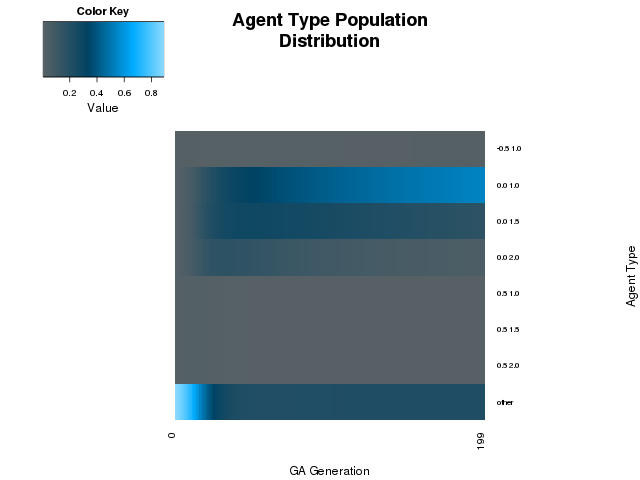 Color Key
0.2 0.4 0.6 0.8
Value
Agent Type Population
Distribution
-0.5 1.0
0.0 1.0
0.0 1.5
0.0 2.0
0.5 1.0
0.5 1.5
0.5 2.0
other
Agent Type
0
199
GA Generation